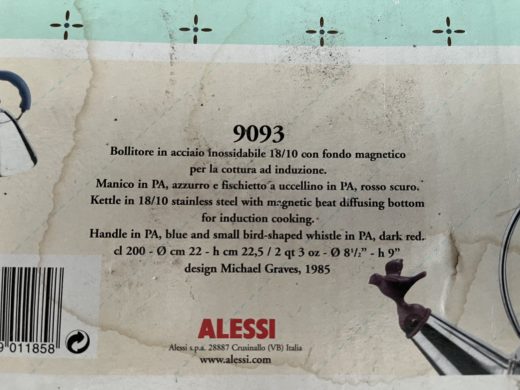 9093
Bollitore in acciaio inossidabile 18/10 con fondo magnetico
per la cottura ad induzione.
Manico in PA, azzurro e fischietto a uccellino in PA, rosso scuro.
Kettle in 18/10 stainless steel with magnetic heat diffusing bottom
for induction cooking.
Handle in PA, blue and small bird-shaped whistle in PA, dark red.
cl 200 - Ø cm 22 - h cm 22,5 / 2 qt 3 oz - Ø 8½" - h 9"
design Michael Graves, 1985
9 011858
ALESSI
Alessi s.p.a. 28887 Crusinallo (VB) Italia
www.alessi.com